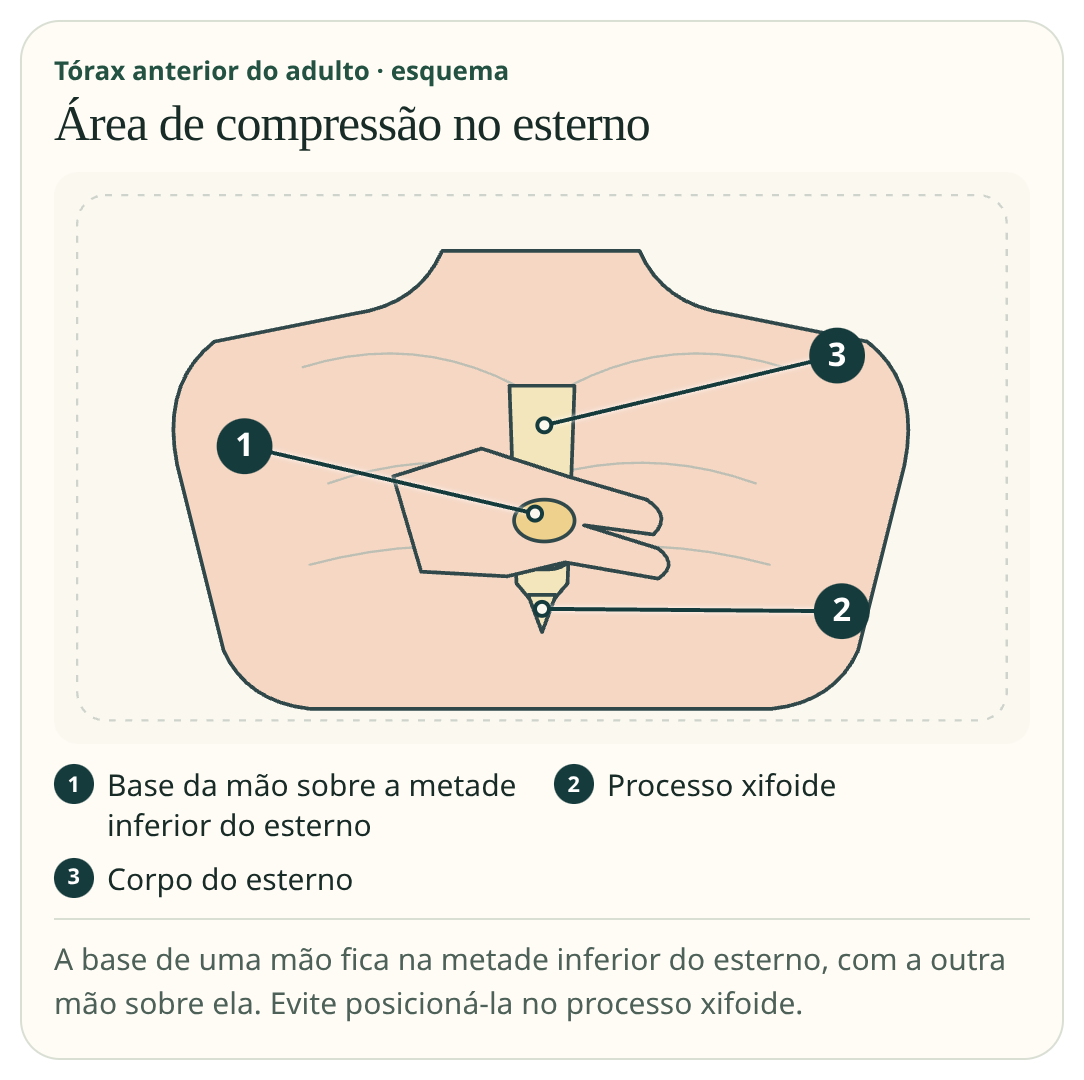 Tórax anterior do adulto · esquema
Área de compressão no esterno
3
1
2
1 Base da mão sobre a metade
inferior do esterno
2 Processo xifoide
3 Corpo do esterno
A base de uma mão fica na metade inferior do esterno, com a outra
mão sobre ela. Evite posicioná-la no processo xifoide.